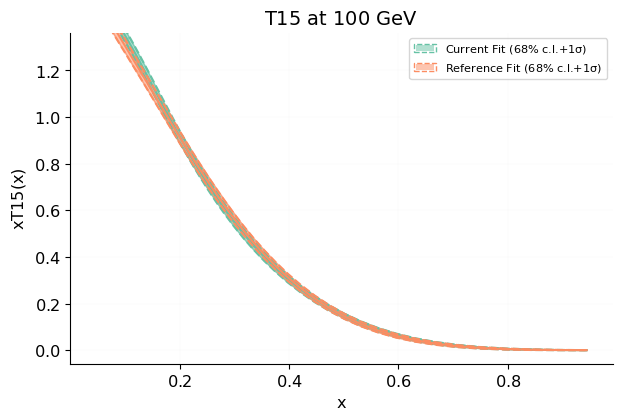 T15 at 100 GeV
Current Fit (68% c.l.+1σ)
Reference Fit (68% c.l.+1σ)
xT15(x)
1.2
1.0
0.8
0.6
0.4
0.2
0.0
0.2 0.4 0.6 0.8
x